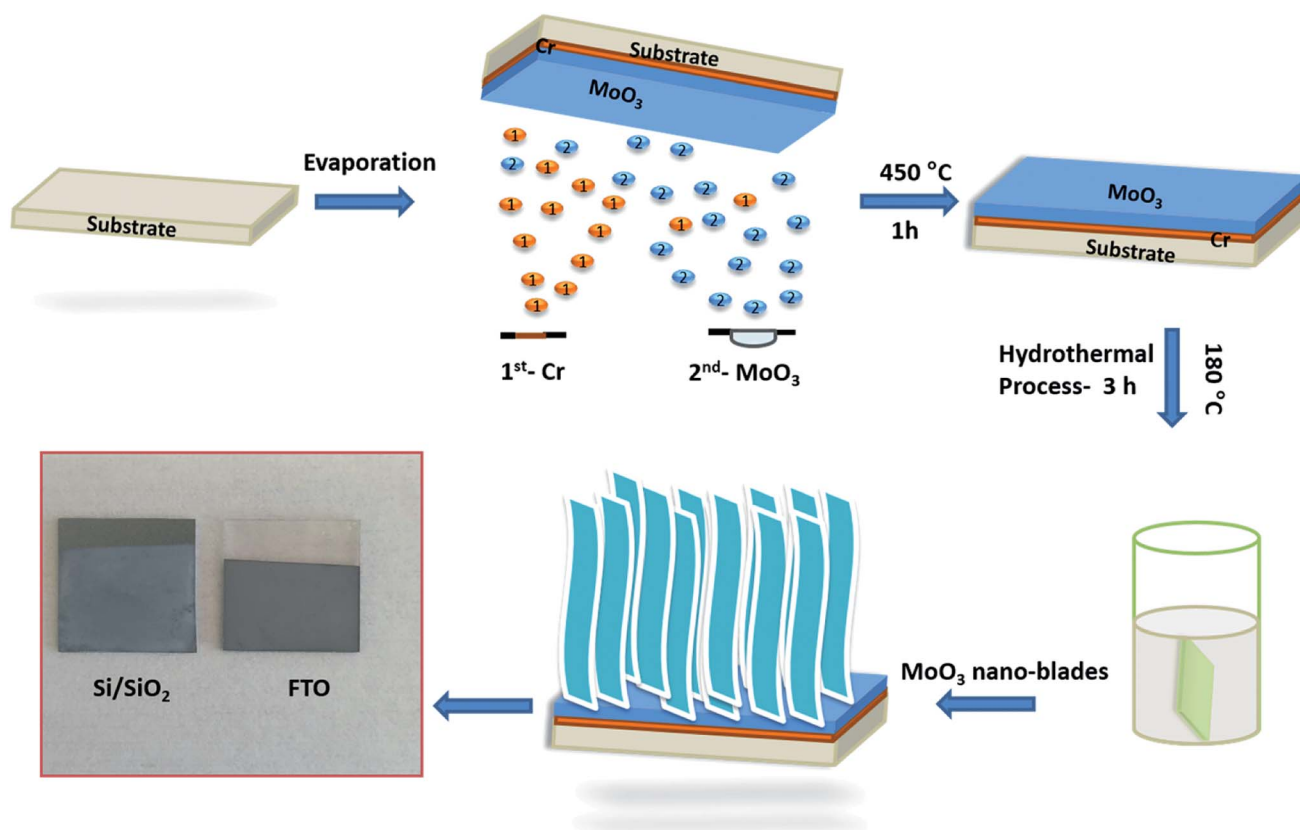 Substrate
Evaporation
Cr
Substrate
MoO₃
1
2
2
2
2
1
1
2
2
1
1
1
2
2
2
1
1
1
2
2
1
1
2
2
1
2
2
2
1
1
2
2
2
1
1ˢᵗ- Cr
2ⁿᵈ- MoO₃
450 °C
1h
MoO₃
Cr
Substrate
Hydrothermal
Process- 3 h
180 °C
MoO₃ nano-blades
Si/SiO₂
FTO